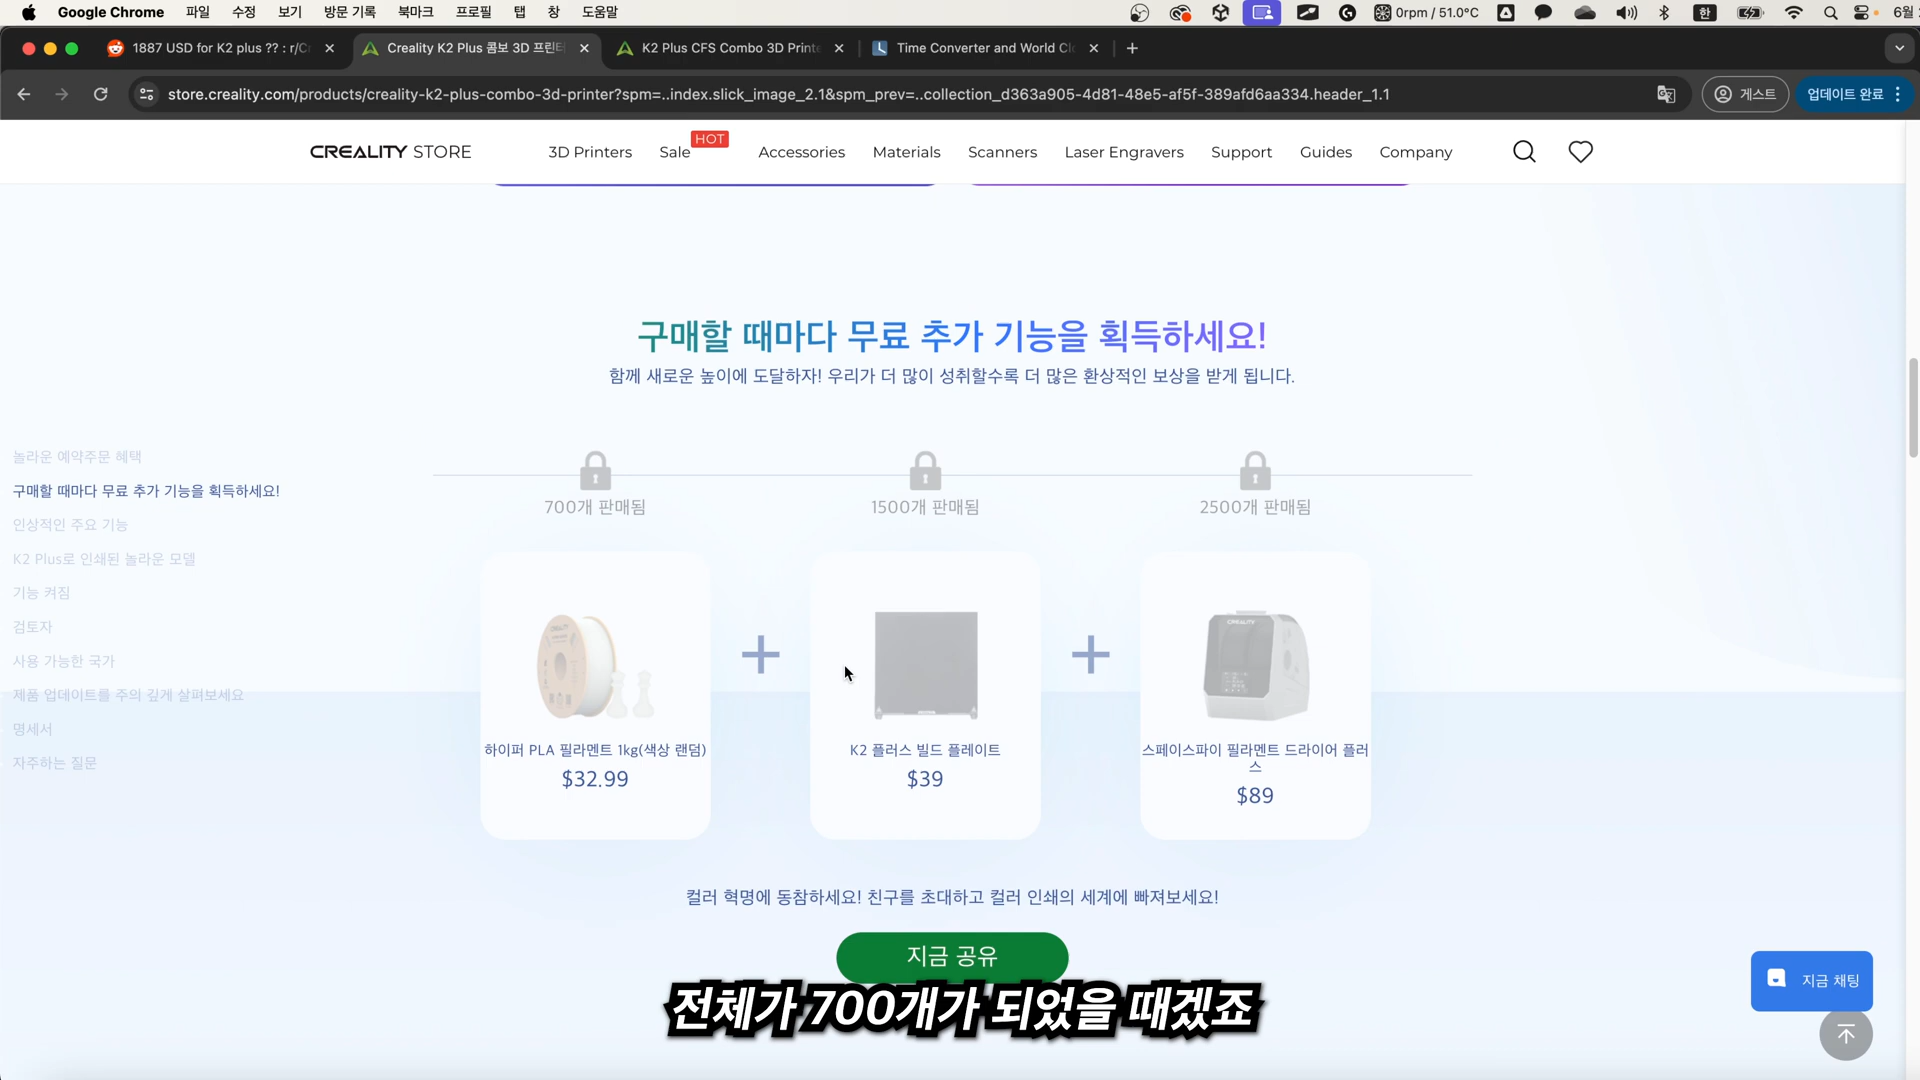 Google Chrome 파일 수정 보기 방문 기록 북마크 프로필 탭 창 도움말 0rpm / 51.0°C 한 6월
1887 USD for K2 plus ?? : r/Cr Creality K2 Plus 콤보 3D 프린터 K2 Plus CFS Combo 3D Printe Time Converter and World Clo
store.creality.com/products/creality-k2-plus-combo-3d-printer?spm=..index.slick_image_2.1&spm_prev=..collection_d363a905-4d81-48e5-af5f-389afd6aa334.header_1.1 게스트 업데이트 완료
HOT
CREALITY STORE 3D Printers Sale Accessories Materials Scanners Laser Engravers Support Guides Company
구매할 때마다 무료 추가 기능을 획득하세요!
함께 새로운 높이에 도달하자! 우리가 더 많이 성취할수록 더 많은 환상적인 보상을 받게 됩니다.
놀라운 예약주문 혜택
구매할 때마다 무료 추가 기능을 획득하세요!
인상적인 주요 기능
K2 Plus로 인쇄된 놀라운 모델
기능 켜짐
검토자
사용 가능한 국가
제품 업데이트를 주의 깊게 살펴보세요
명세서
자주하는 질문
700개 판매됨 1500개 판매됨 2500개 판매됨
CREALITY
CREALITY
하이퍼 PLA 필라멘트 1kg(색상 랜덤)
$32.99
K2 플러스 빌드 플레이트
$39
스페이스파이 필라멘트 드라이어 플러
스
$89
컬러 혁명에 동참하세요! 친구를 초대하고 컬러 인쇄의 세계에 빠져보세요!
지금 공유
지금 채팅
전체가 700개가 되었을 때겠죠